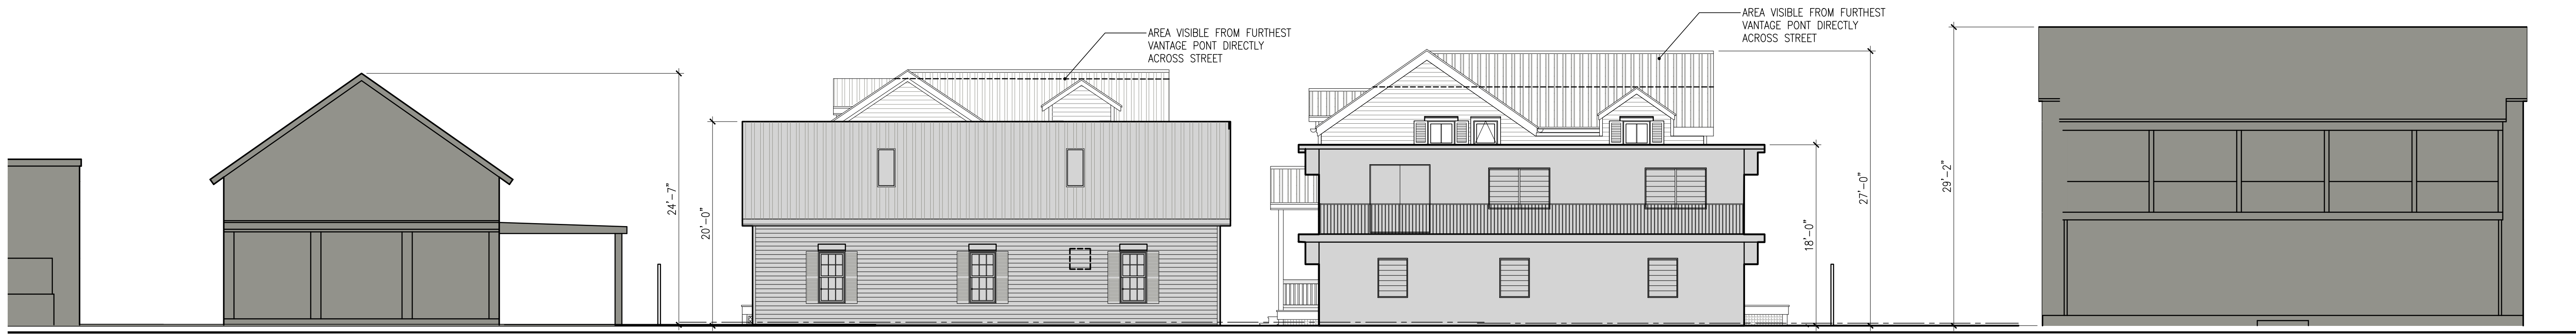 AREA VISIBLE FROM FURTHEST
VANTAGE PONT DIRECTLY
ACROSS STREET
AREA VISIBLE FROM FURTHEST
VANTAGE PONT DIRECTLY
ACROSS STREET
24'-7"
20'-0"
18'-0"
27'-0"
29'-2"